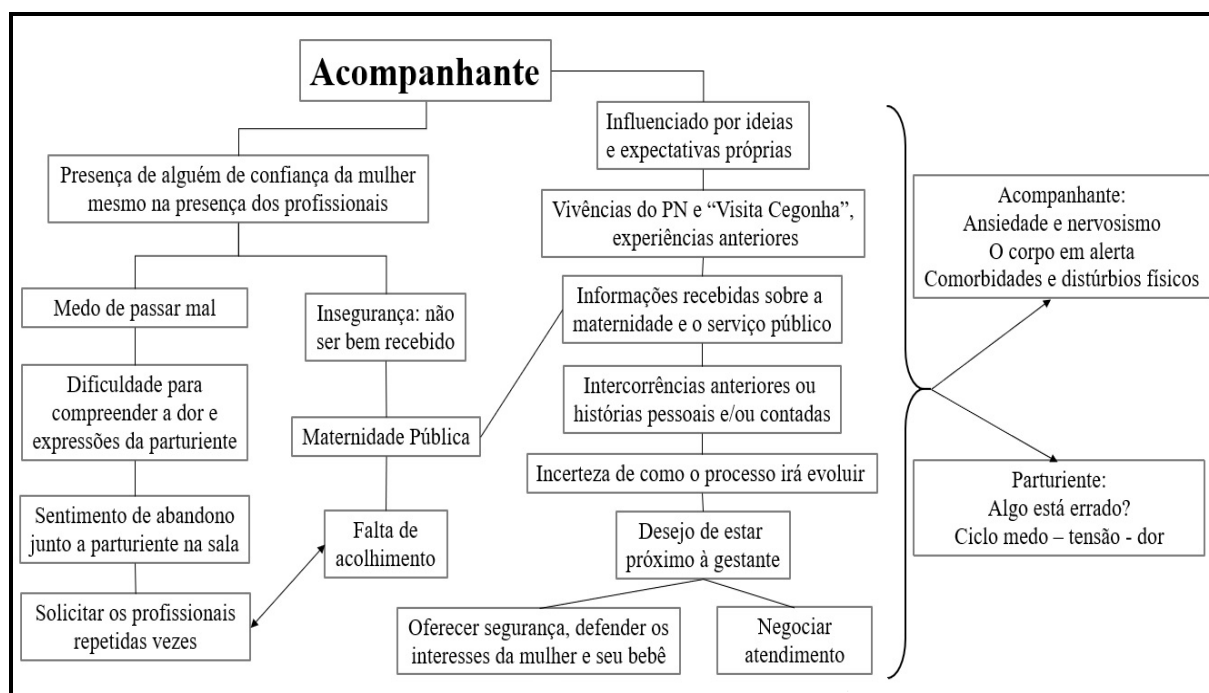 Acompanhante
Presença de alguém de confiança da mulher
mesmo na presença dos profissionais
Medo de passar mal
Dificuldade para
compreender a dor e
expressões da parturiente
Sentimento de abandono
junto a parturiente na sala
Solicitar os profissionais
repetidas vezes
Insegurança: não
ser bem recebido
Maternidade Pública
Falta de
acolhimento
Influenciado por ideias
e expectativas próprias
Vivências do PN e “Visita Cegonha”,
experiências anteriores
Informações recebidas sobre a
maternidade e o serviço público
Intercorrências anteriores ou
histórias pessoais e/ou contadas
Incerteza de como o processo irá evoluir
Desejo de estar
próximo à gestante
Oferecer segurança, defender os
interesses da mulher e seu bebê
Negociar
atendimento
Acompanhante:
Ansiedade e nervosismo
O corpo em alerta
Comorbidades e distúrbios físicos
Parturiente:
Algo está errado?
Ciclo medo – tensão - dor